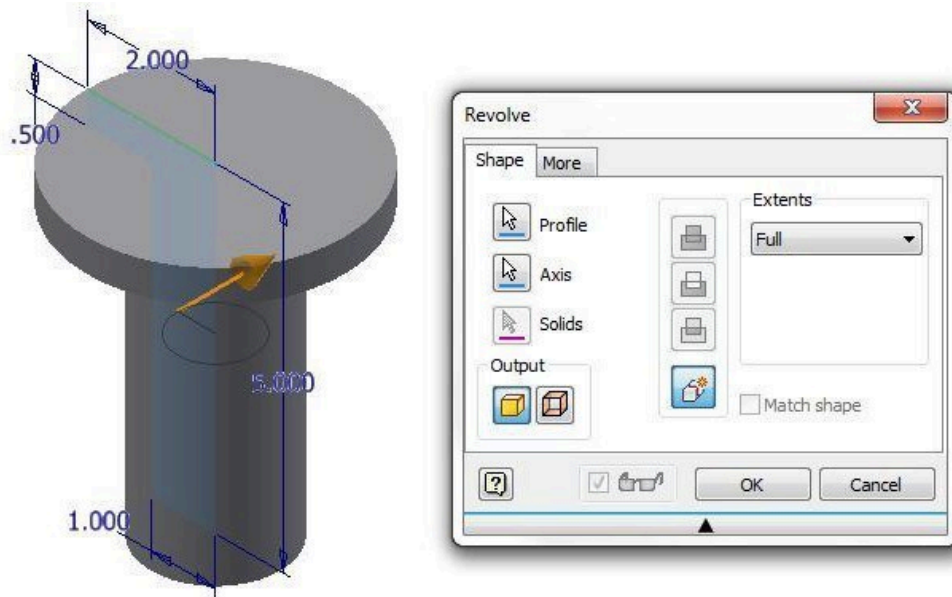 2.000
.500
5.000
1.000
Revolve
Shape
More
Profile
Axis
Solids
Output
Extents
Full
Match shape
OK
Cancel